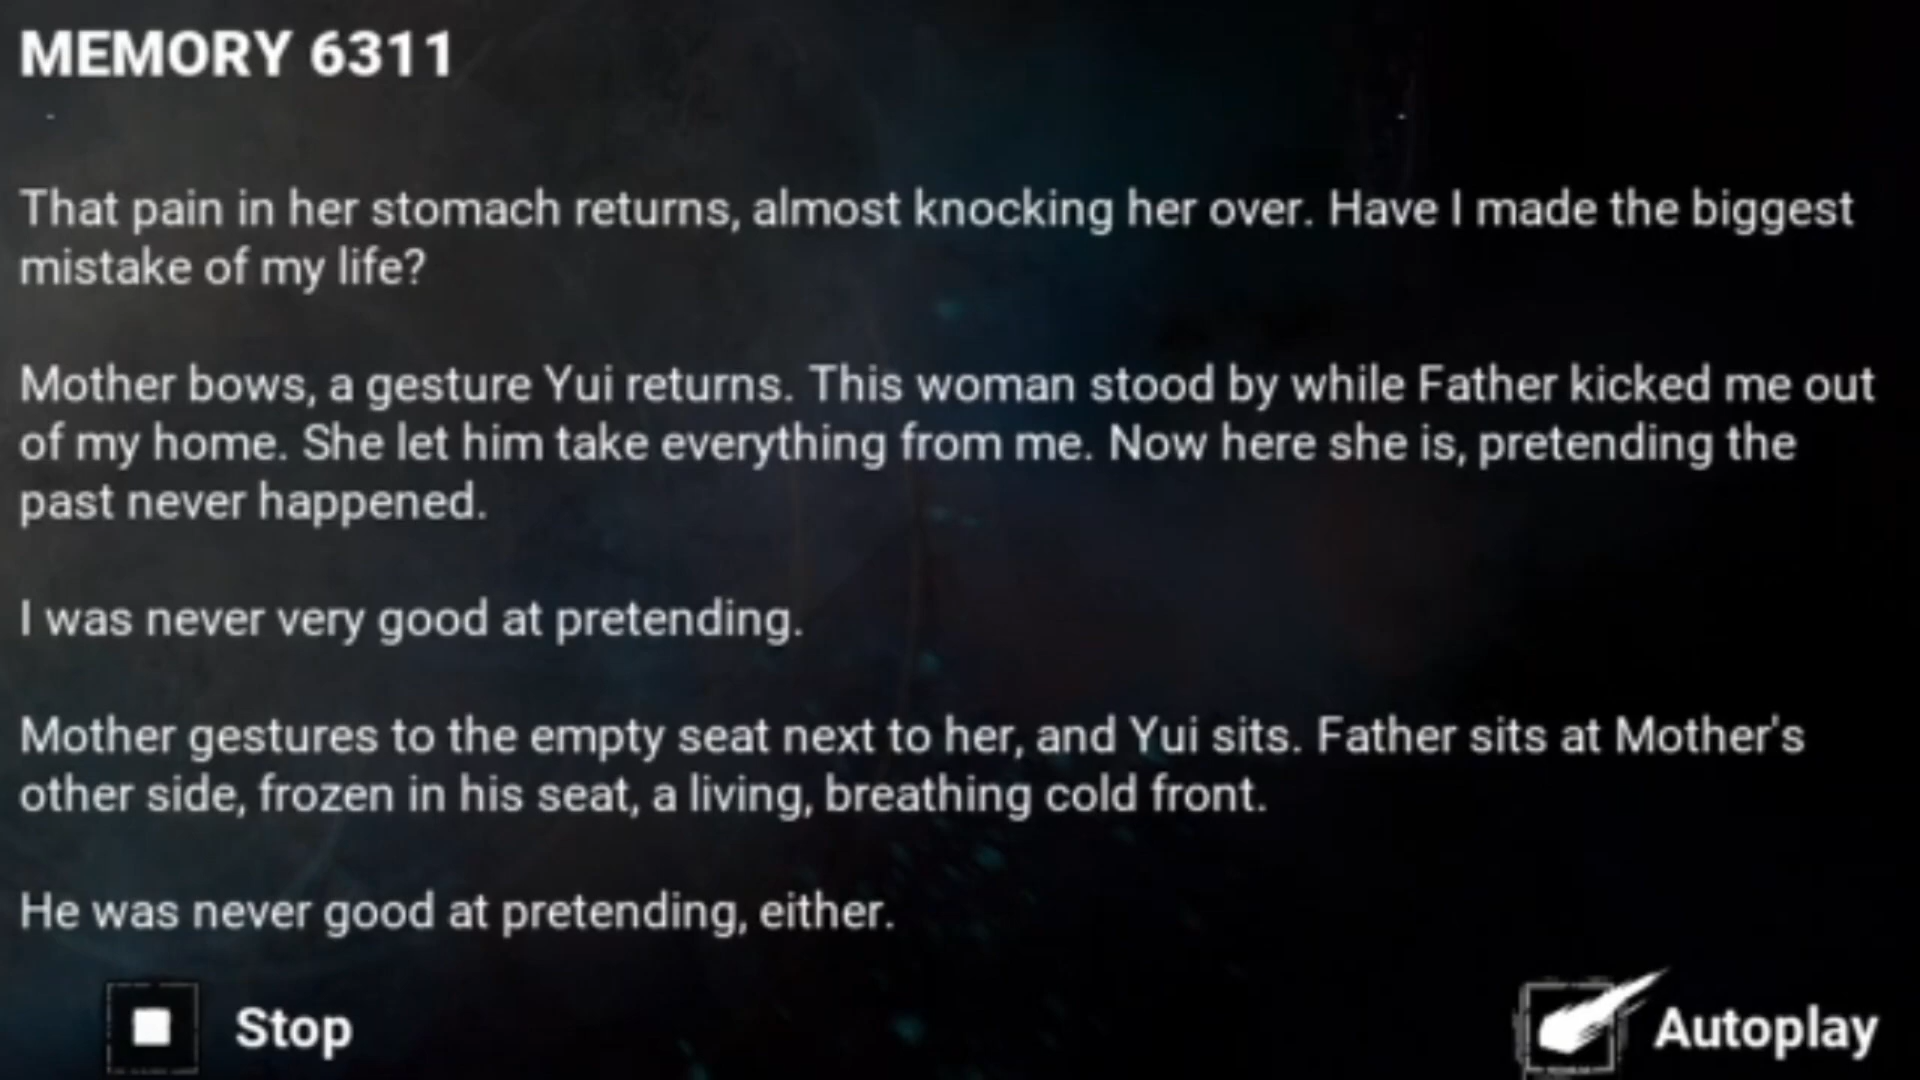 MEMORY 6311
That pain in her stomach returns, almost knocking her over. Have I made the biggest
mistake of my life?
Mother bows, a gesture Yui returns. This woman stood by while Father kicked me out
of my home. She let him take everything from me. Now here she is, pretending the
past never happened.
I was never very good at pretending.
Mother gestures to the empty seat next to her, and Yui sits. Father sits at Mother's
other side, frozen in his seat, a living, breathing cold front.
He was never good at pretending, either.
Stop
Autoplay